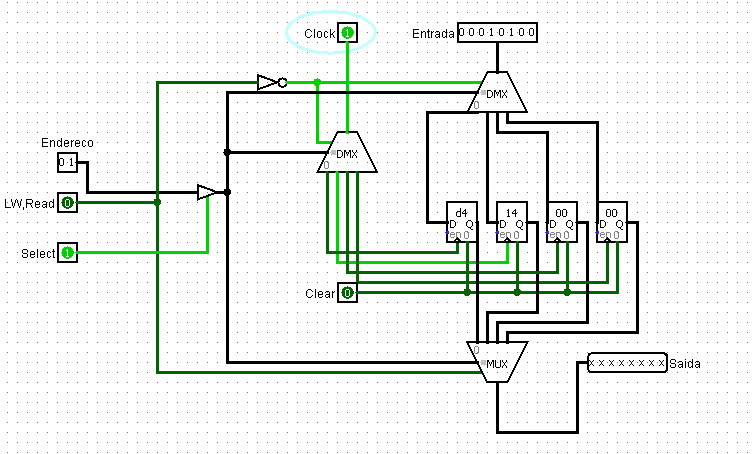 Clock 1
Entrada 0 0 0 1 0 1 0 0
DMX
0
Endereco
0 1
DMX
0
LW,Read 0
d4 14 00 00
D Q D Q D Q D Q
en 0 en 0 en 0 en 0
Select 1
Clear 0
0
MUX
x x x x x x x x Saida